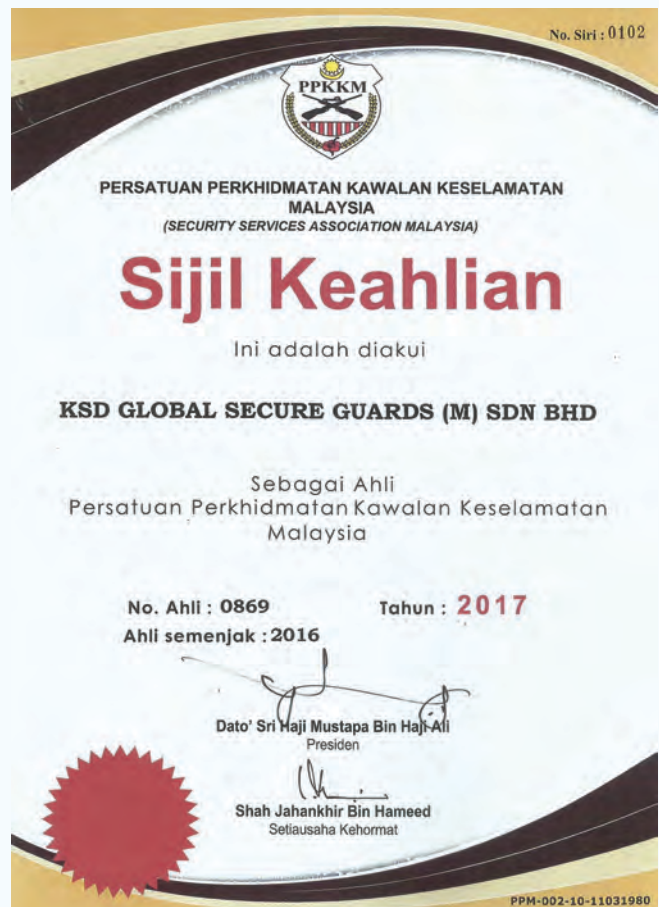 No. Siri : 0102
PPKKM
PERSATUAN PERKHIDMATAN KAWALAN KESELAMATAN
MALAYSIA
(SECURITY SERVICES ASSOCIATION MALAYSIA)
Sijil Keahlian
Ini adalah diakui
KSD GLOBAL SECURE GUARDS (M) SDN BHD
Sebagai Ahli
Persatuan Perkhidmatan Kawalan Keselamatan
Malaysia
No. Ahli : 0869 Tahun : 2017
Ahli semenjak : 2016
Dato' Sri Haji Mustapa Bin Haji Ali
Presiden
Shah Jahankhir Bin Hameed
Setiausaha Kehormat
PPM-002-10-11031980